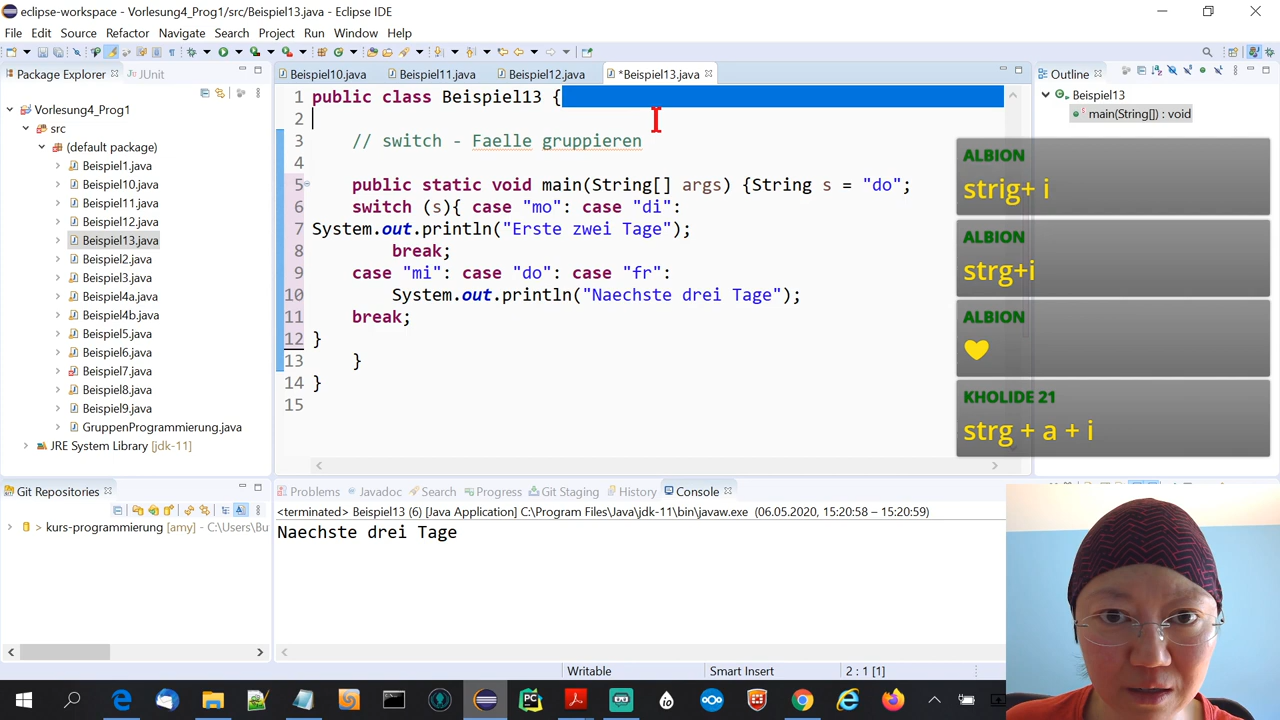 eclipse-workspace - Vorlesung4_Prog1/src/Beispiel13.java - Eclipse IDE
File Edit Source Refactor Navigate Search Project Run Window Help
Package Explorer JUnit
Beispiel10.java Beispiel11.java Beispiel12.java *Beispiel13.java
Outline
Vorlesung4_Prog1
src
(default package)
Beispiel1.java
Beispiel10.java
Beispiel11.java
Beispiel12.java
Beispiel13.java
Beispiel2.java
Beispiel3.java
Beispiel4a.java
Beispiel4b.java
Beispiel5.java
Beispiel6.java
Beispiel7.java
Beispiel8.java
Beispiel9.java
GruppenProgrammierung.java
JRE System Library [jdk-11]
1 public class Beispiel13 {
2
3 // switch - Faelle gruppieren
4
5 public static void main(String[] args) {String s = "do";
6 switch (s){ case "mo": case "di":
7 System.out.println("Erste zwei Tage");
8 break;
9 case "mi": case "do": case "fr":
10 System.out.println("Naechste drei Tage");
11 break;
12 }
13 }
14 }
15
Beispiel13
main(String[]) : void
ALBION
strig+ i
ALBION
strg+i
ALBION
KHOLIDE 21
strg + a + i
Git Repositories
> kurs-programmierung [amy] - C:\Users\Bu
Problems Javadoc Search Progress Git Staging History Console
<terminated> Beispiel13 (6) [Java Application] C:\Program Files\Java\jdk-11\bin\javaw.exe (06.05.2020, 15:20:58 – 15:20:59)
Naechste drei Tage
Writable Smart Insert 2 : 1 [1]